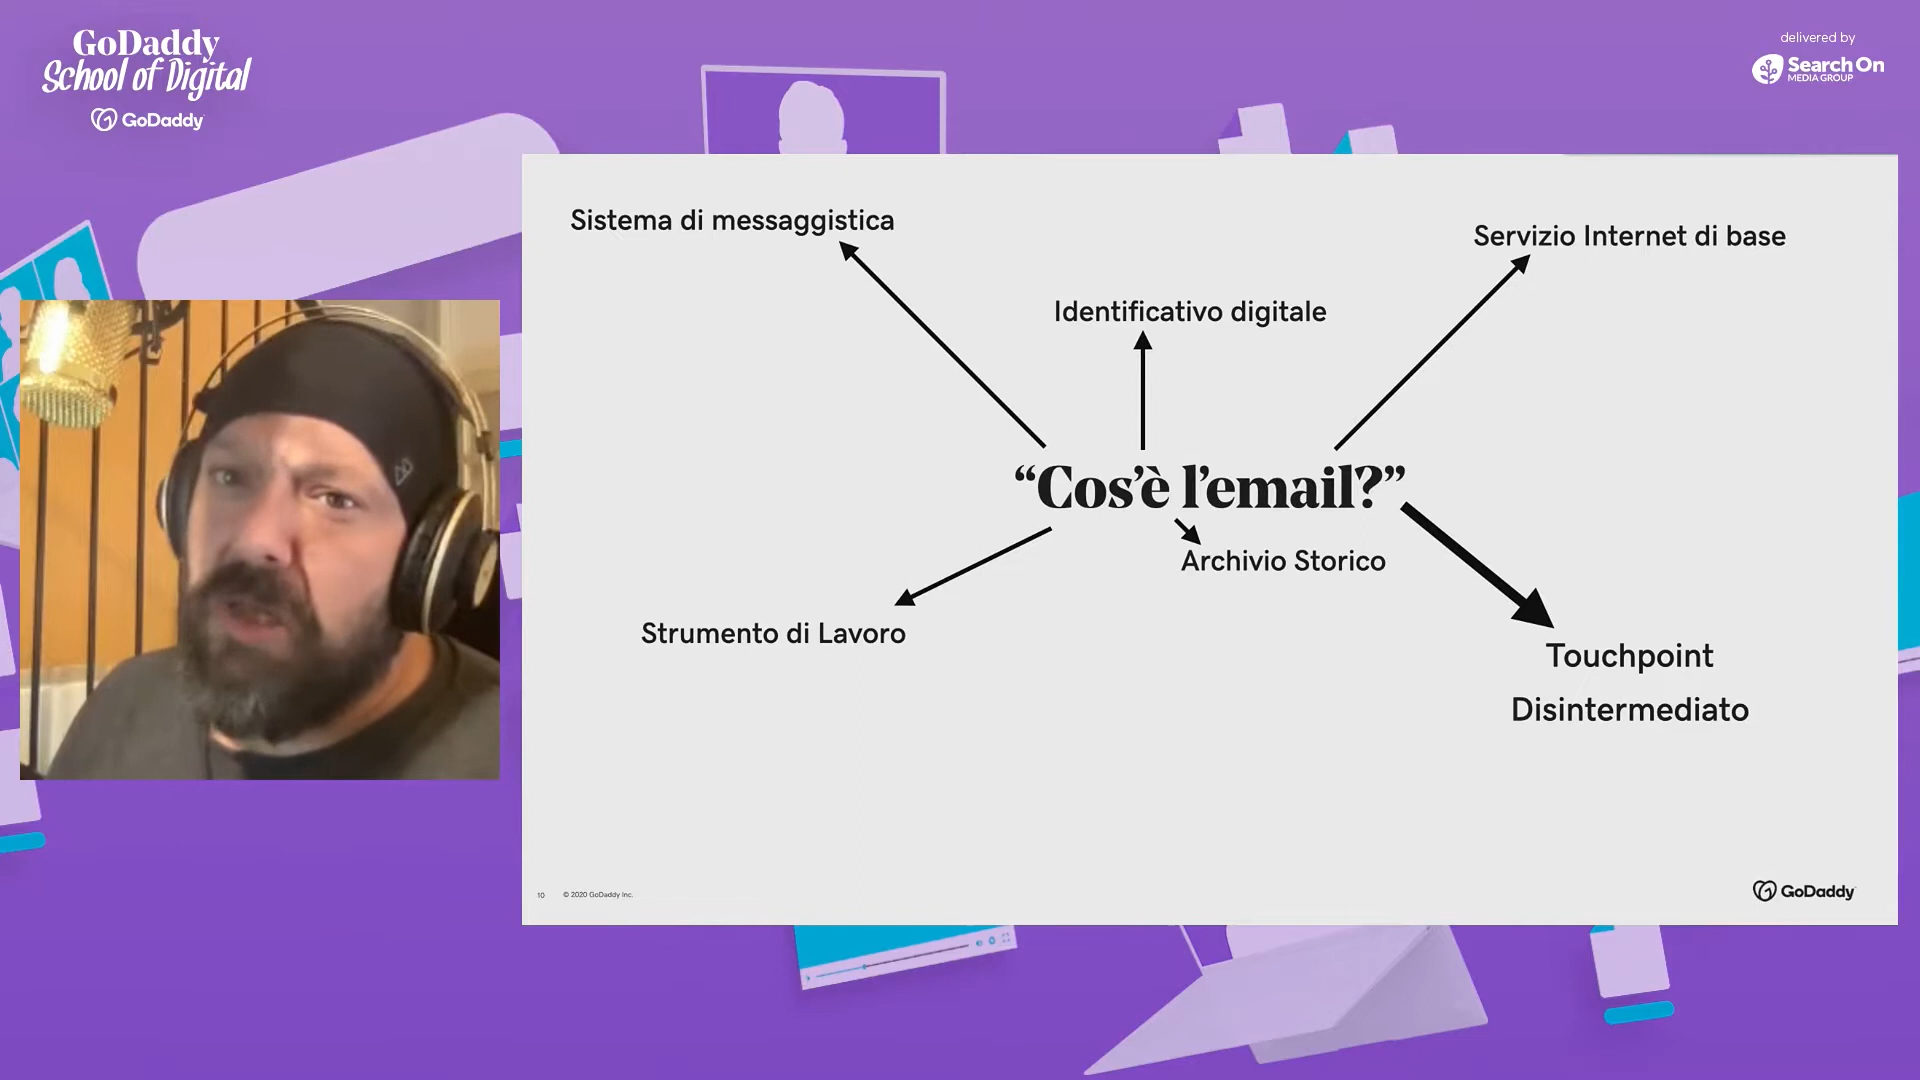 GoDaddy
School of Digital
GoDaddy
delivered by
Search On
MEDIA GROUP
Sistema di messaggistica
Servizio Internet di base
Identificativo digitale
“Cos’è l’email?”
Archivio Storico
Strumento di Lavoro
Touchpoint
Disintermediato
10
© 2020 GoDaddy Inc.
GoDaddy